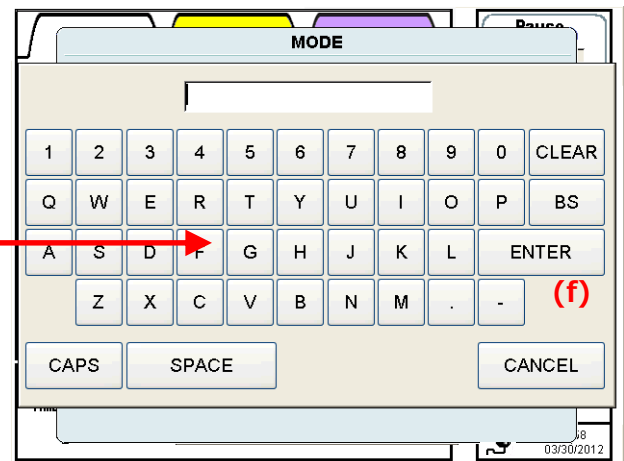 Pause
MODE
1 2 3 4 5 6 7 8 9 0 CLEAR
Q W E R T Y U I O P BS
A S D F G H J K L ENTER
Z X C V B N M . - (f)
CAPS SPACE CANCEL
03/30/2012